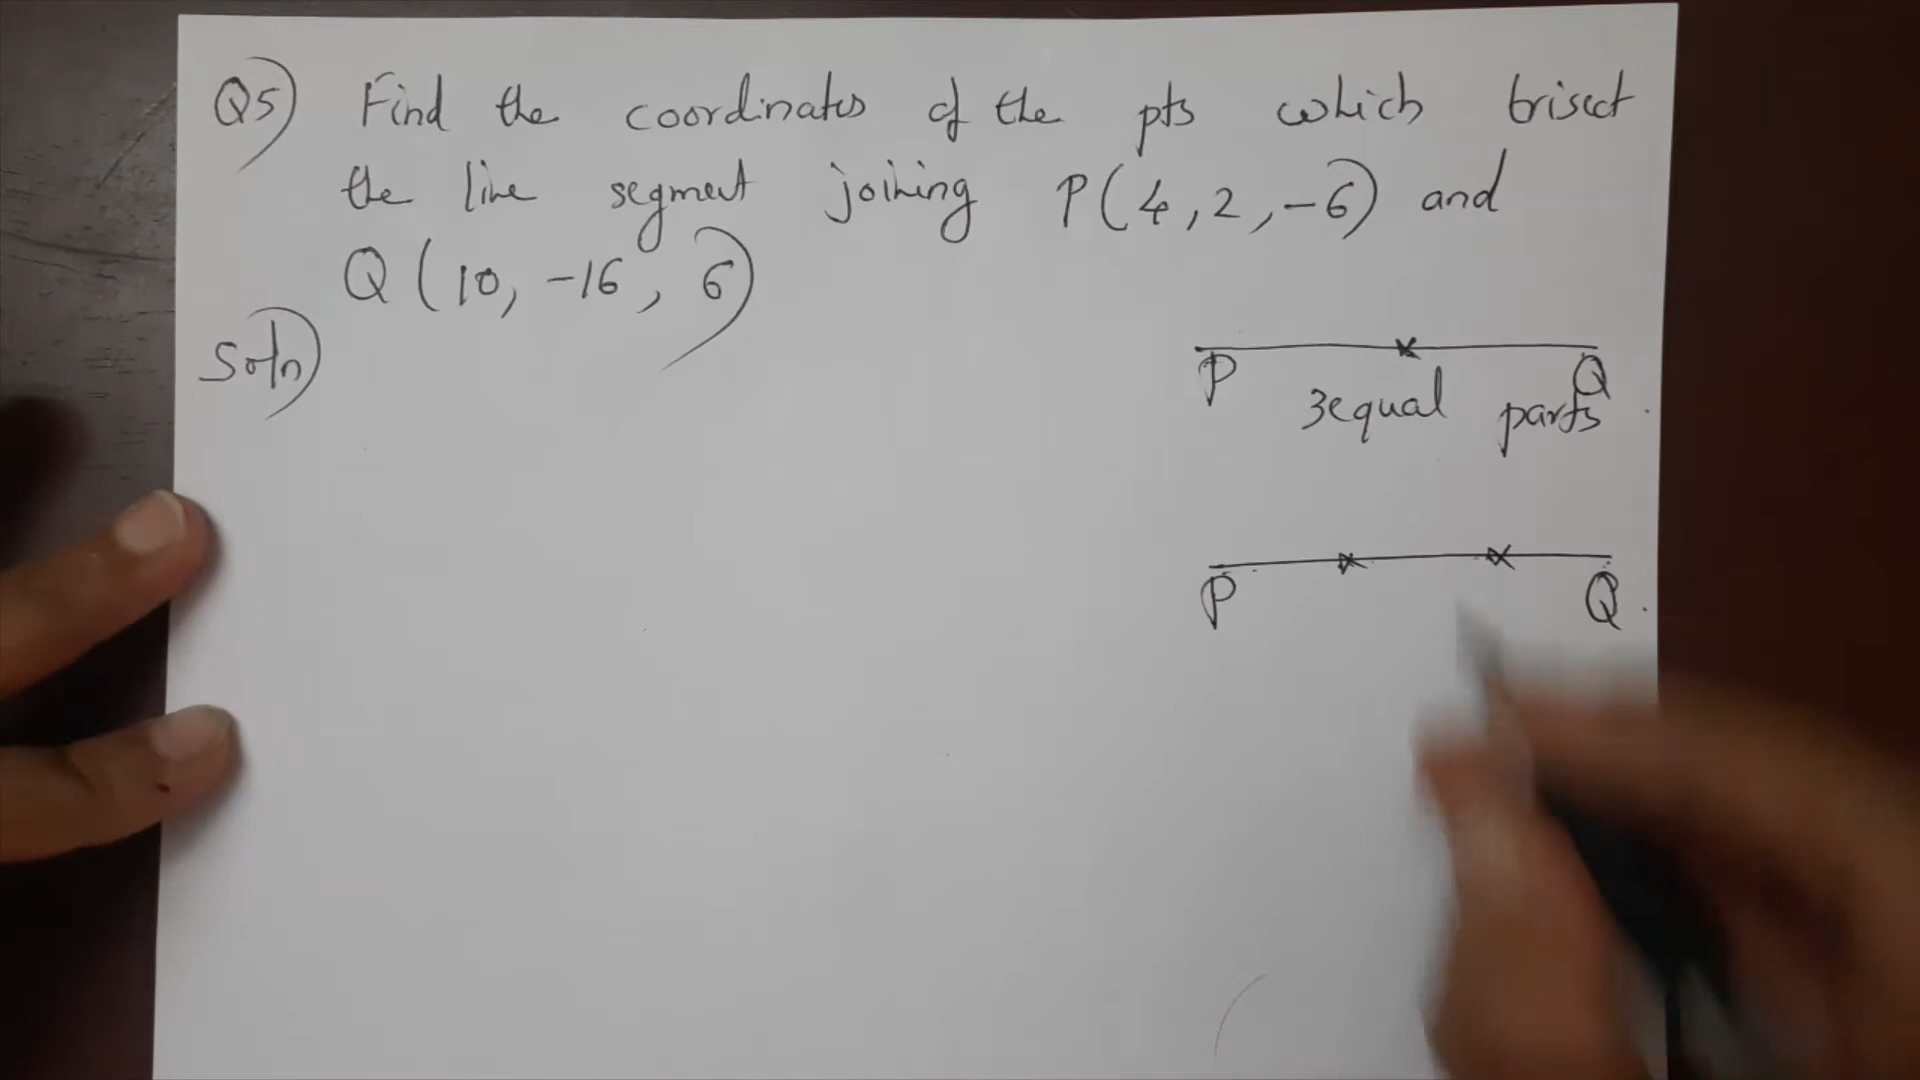 Q5) Find the coordinates of the pts which trisect
the line segment joining P(4, 2, -6) and
Q (10, -16, 6)
Soln)
P Q
3equal parts
P Q